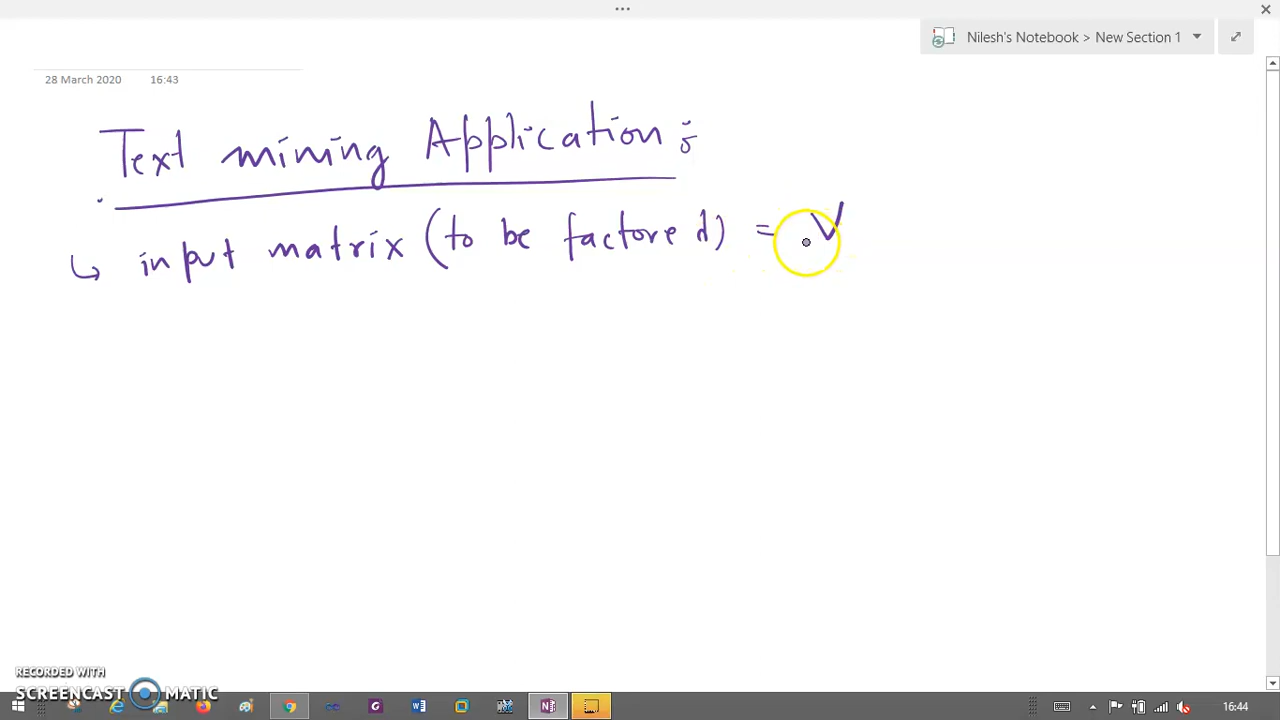 Nilesh's Notebook > New Section 1
28 March 2020 16:43
Text mining Application:
↳ input matrix (to be factored) = V
RECORDED WITH
SCREENCAST MATIC
16:44